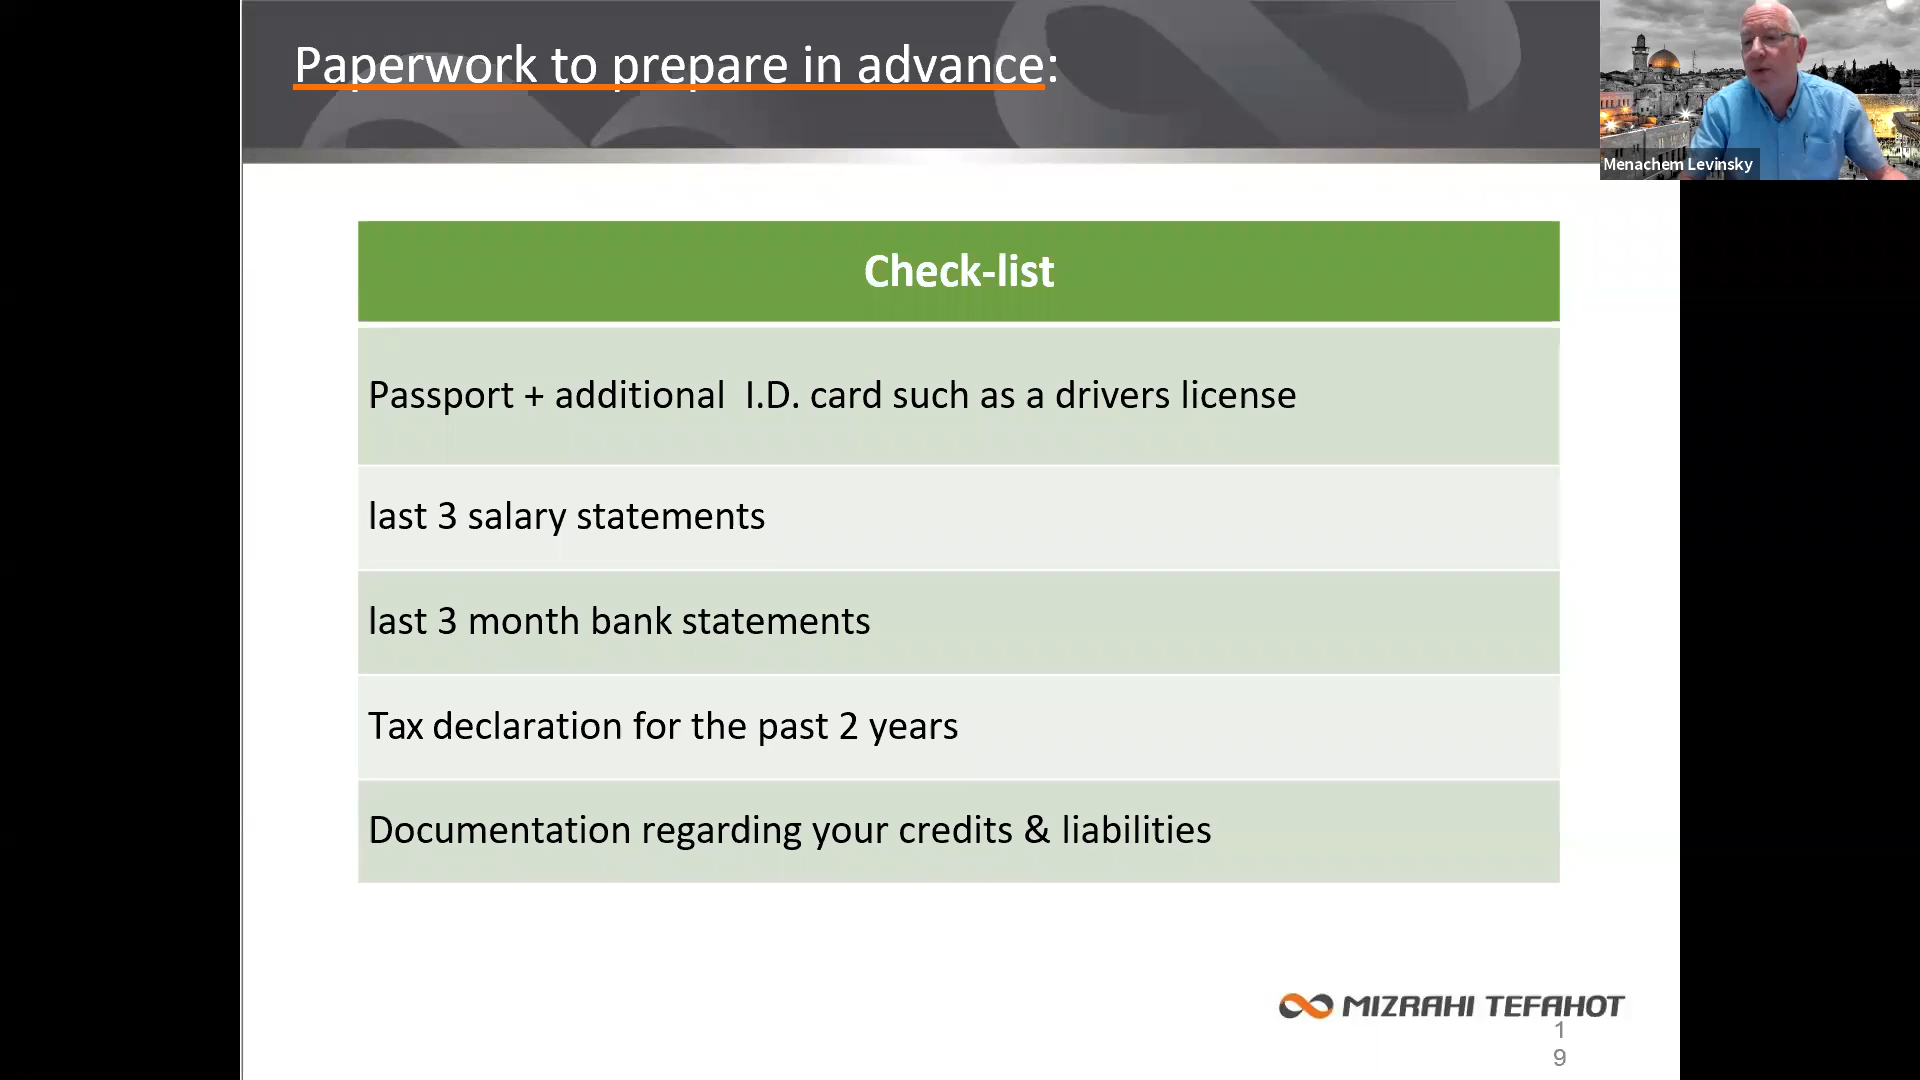 Paperwork to prepare in advance:
Menachem Levinsky
Check-list
Passport + additional I.D. card such as a drivers license
last 3 salary statements
last 3 month bank statements
Tax declaration for the past 2 years
Documentation regarding your credits & liabilities
MIZRAHI TEFAHOT
1
9